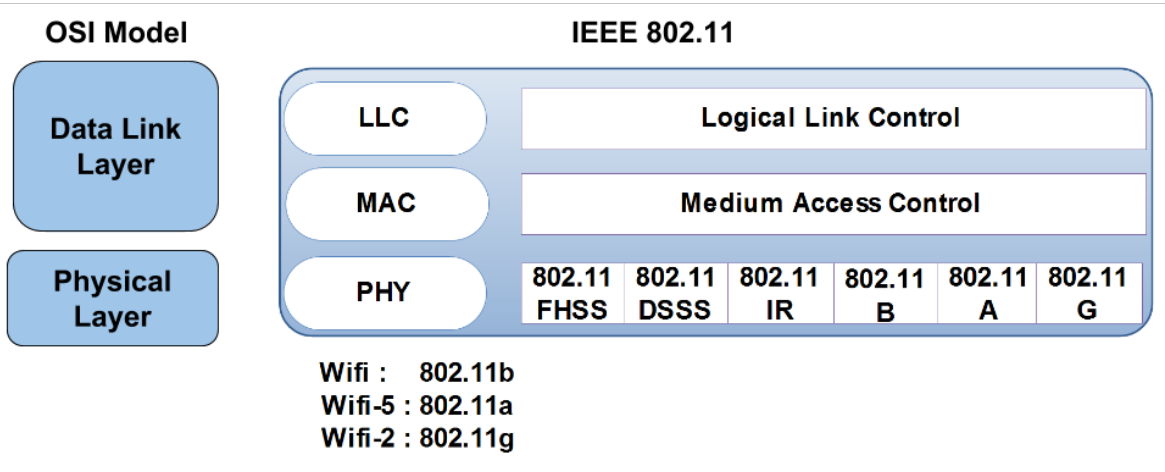 OSI Model
IEEE 802.11
Data Link
Layer
LLC
Logical Link Control
MAC
Medium Access Control
Physical
Layer
PHY
802.11 802.11 802.11 802.11 802.11 802.11
FHSS DSSS IR B A G
Wifi : 802.11b
Wifi-5 : 802.11a
Wifi-2 : 802.11g